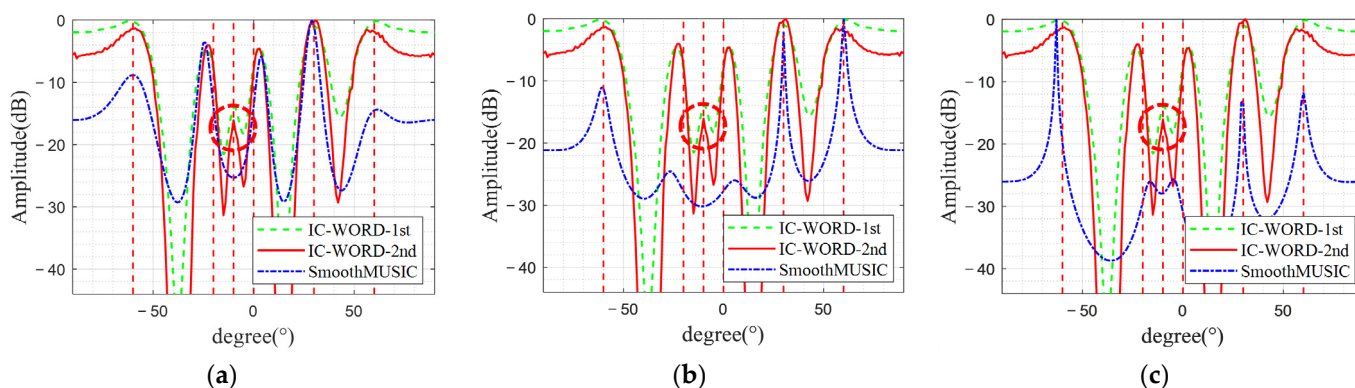 0
−10
−20
−30
−40
Amplitude(dB)
−50
0
50
degree(°)
IC-WORD-1st
IC-WORD-2nd
SmoothMUSIC
(a)
0
−10
−20
−30
−40
Amplitude(dB)
−50
0
50
degree(°)
IC-WORD-1st
IC-WORD-2nd
SmoothMUSIC
(b)
0
−10
−20
−30
−40
Amplitude(dB)
−50
0
50
degree(°)
IC-WORD-1st
IC-WORD-2nd
SmoothMUSIC
(c)